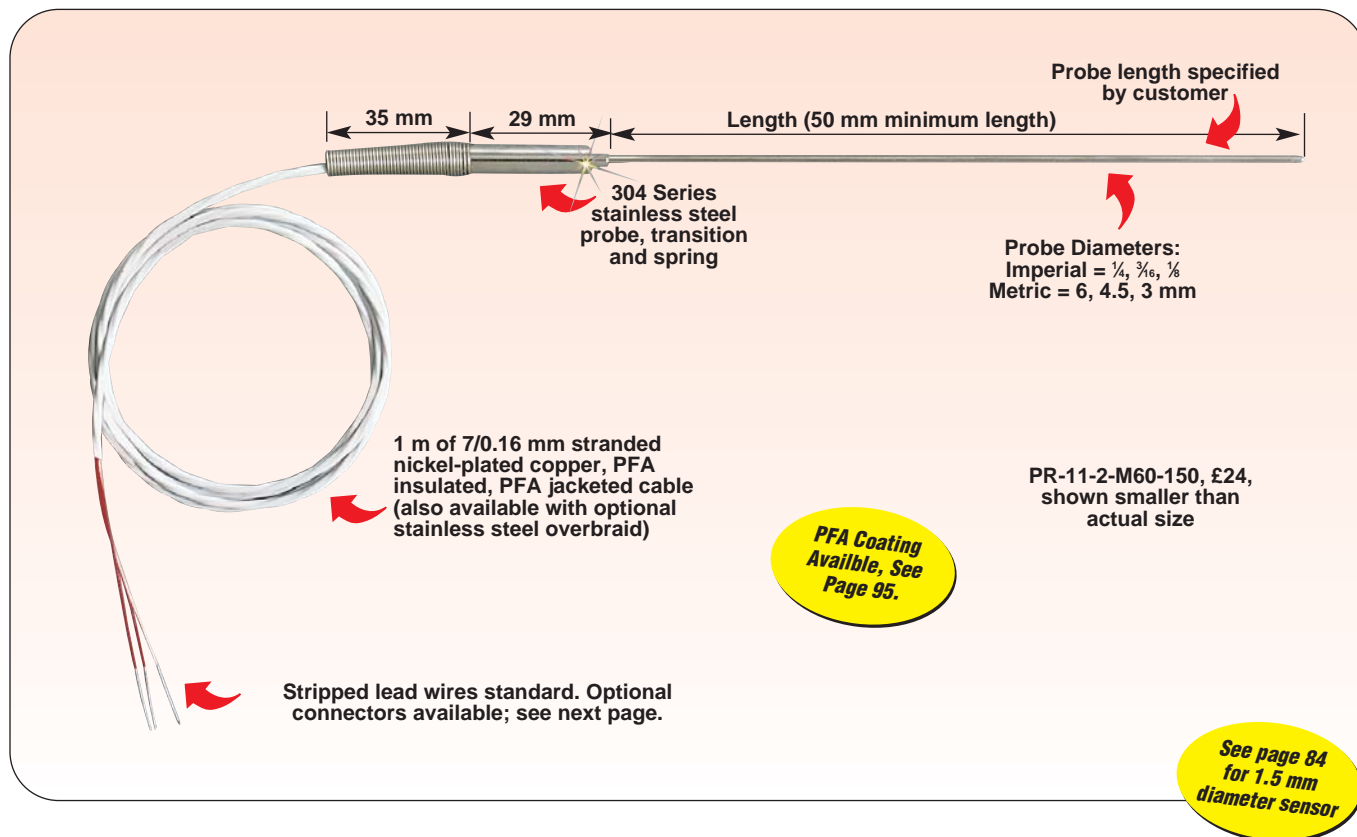 Probe length specified
by customer
35 mm
29 mm
Length (50 mm minimum length)
304 Series
stainless steel
probe, transition
and spring
Probe Diameters:
Imperial = ¼, ³⁄₁₆, ⅛
Metric = 6, 4.5, 3 mm
1 m of 7/0.16 mm stranded
nickel-plated copper, PFA
insulated, PFA jacketed cable
(also available with optional
stainless steel overbraid)
PR-11-2-M60-150, £24,
shown smaller than
actual size
PFA Coating
Availble, See
Page 95.
Stripped lead wires standard. Optional
connectors available; see next page.
See page 84
for 1.5 mm
diameter sensor